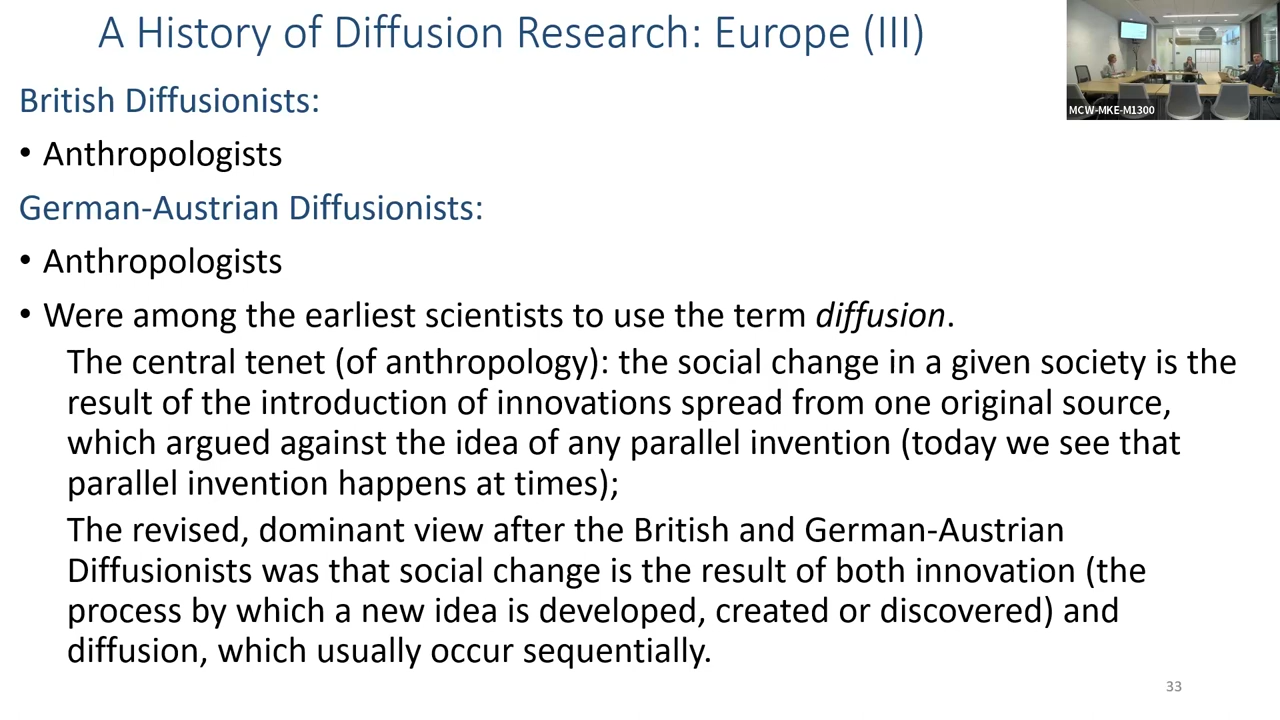 A History of Diffusion Research: Europe (III)
MCW-MKE-M1300
British Diffusionists:
• Anthropologists
German-Austrian Diffusionists:
• Anthropologists
• Were among the earliest scientists to use the term diffusion.
The central tenet (of anthropology): the social change in a given society is the
result of the introduction of innovations spread from one original source,
which argued against the idea of any parallel invention (today we see that
parallel invention happens at times);
The revised, dominant view after the British and German-Austrian
Diffusionists was that social change is the result of both innovation (the
process by which a new idea is developed, created or discovered) and
diffusion, which usually occur sequentially.
33